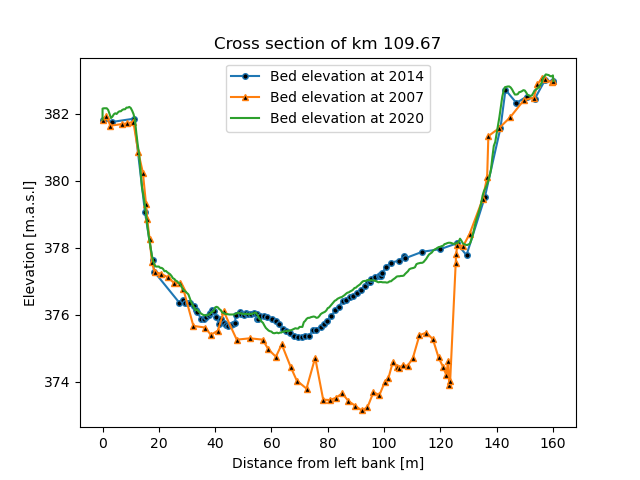 Cross section of km 109.67
Bed elevation at 2014
Bed elevation at 2007
Bed elevation at 2020
Elevation [m.a.s.l]
382
380
378
376
374
0 20 40 60 80 100 120 140 160
Distance from left bank [m]